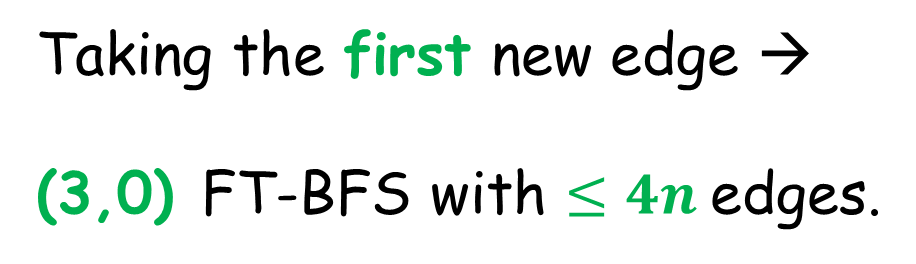 Taking the first new edge →
(3,0) FT-BFS with ≤ 4n edges.